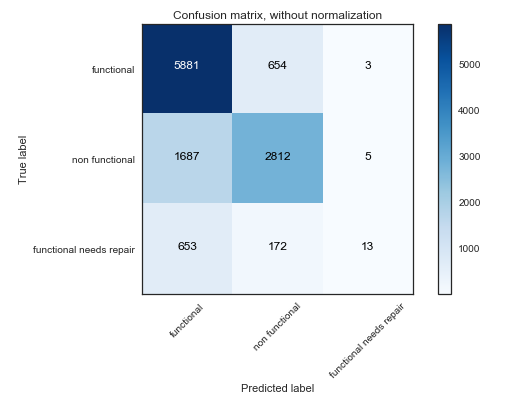 Confusion matrix, without normalization
functional
5881 654 3
non functional
1687 2812 5
functional needs repair
653 172 13
True label
functional
non functional
functional needs repair
Predicted label
5000
4000
3000
2000
1000